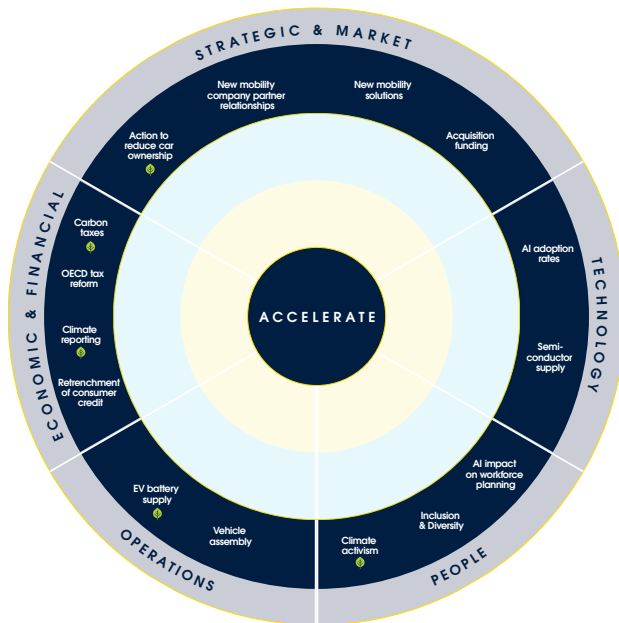 STRATEGIC & MARKET
New mobility
company partner
relationships
New mobility
solutions
Action to
reduce car
ownership
Acquisition
funding
ECONOMIC & FINANCIAL
Carbon
taxes
OECD tax
reform
Climate
reporting
Retrenchment
of consumer
credit
ACCELERATE
TECHNOLOGY
AI adoption
rates
Semi-
conductor
supply
OPERATIONS
EV battery
supply
Vehicle
assembly
PEOPLE
AI impact
on workforce
planning
Inclusion
& Diversity
Climate
activism